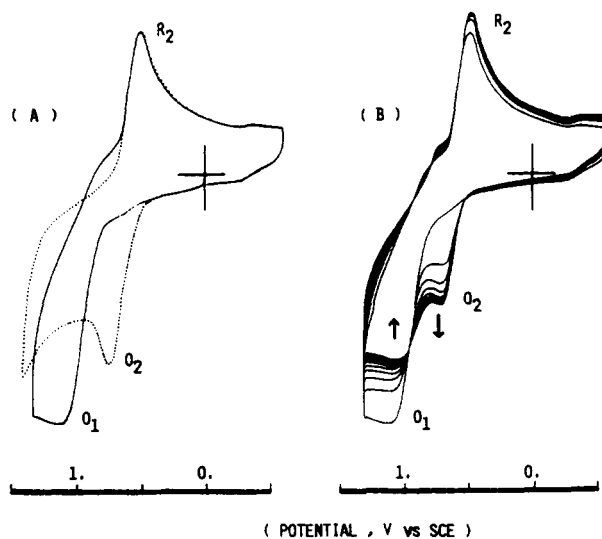 R2
( A )
O2
O1
1. 0.
R2
( B )
O2
O1
1. 0.
( POTENTIAL , V vs SCE )